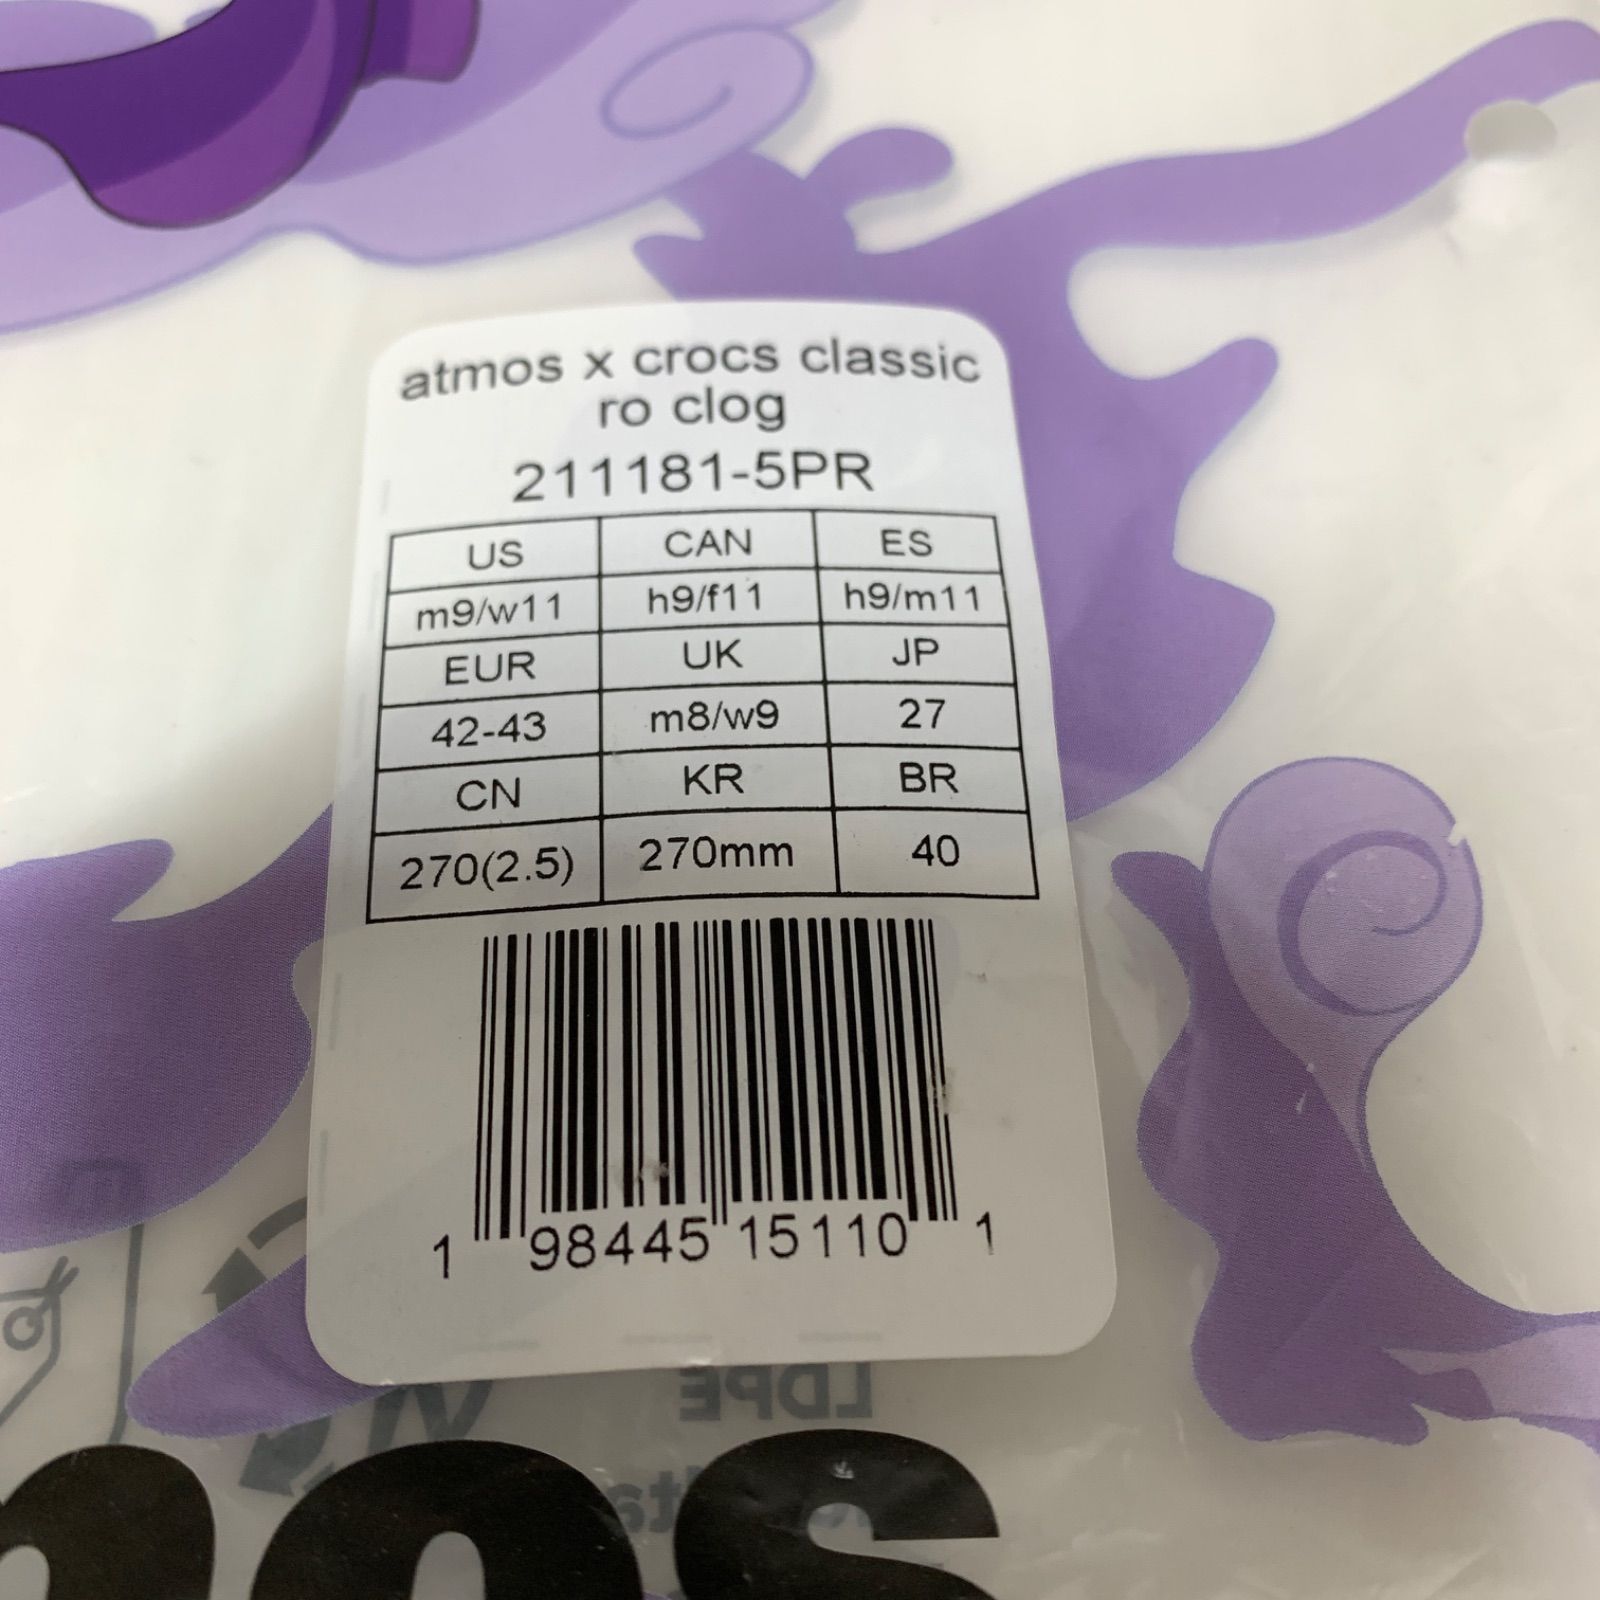 atmos x crocs classic
ro clog
211181-5PR
US CAN ES
m9/w11 h9/f11 h9/m11
EUR UK JP
42-43 m8/w9 27
CN KR BR
270(2.5) 270mm 40
1 98445 15110 1
LDPE